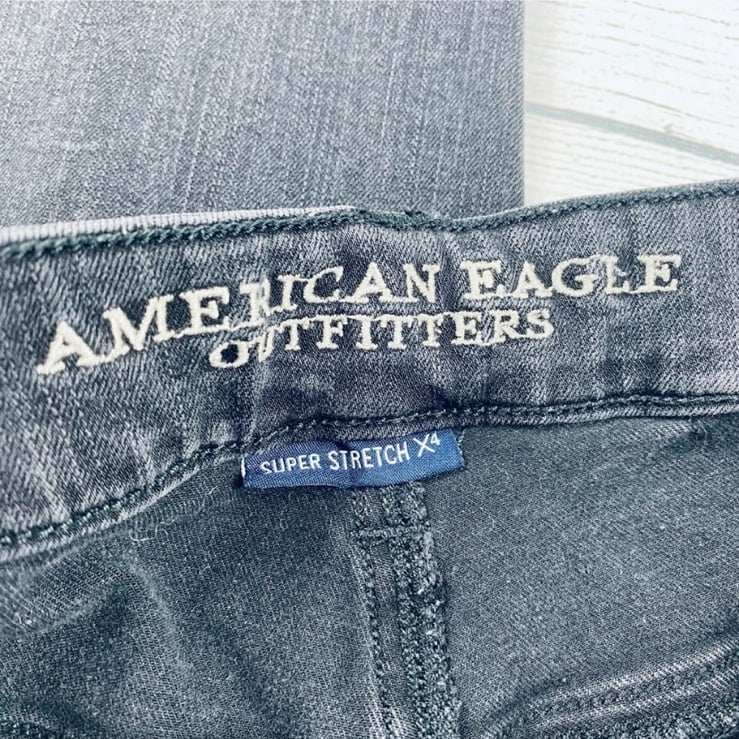 AMERICAN EAGLE
OUTFITTERS
SUPER STRETCH X⁴